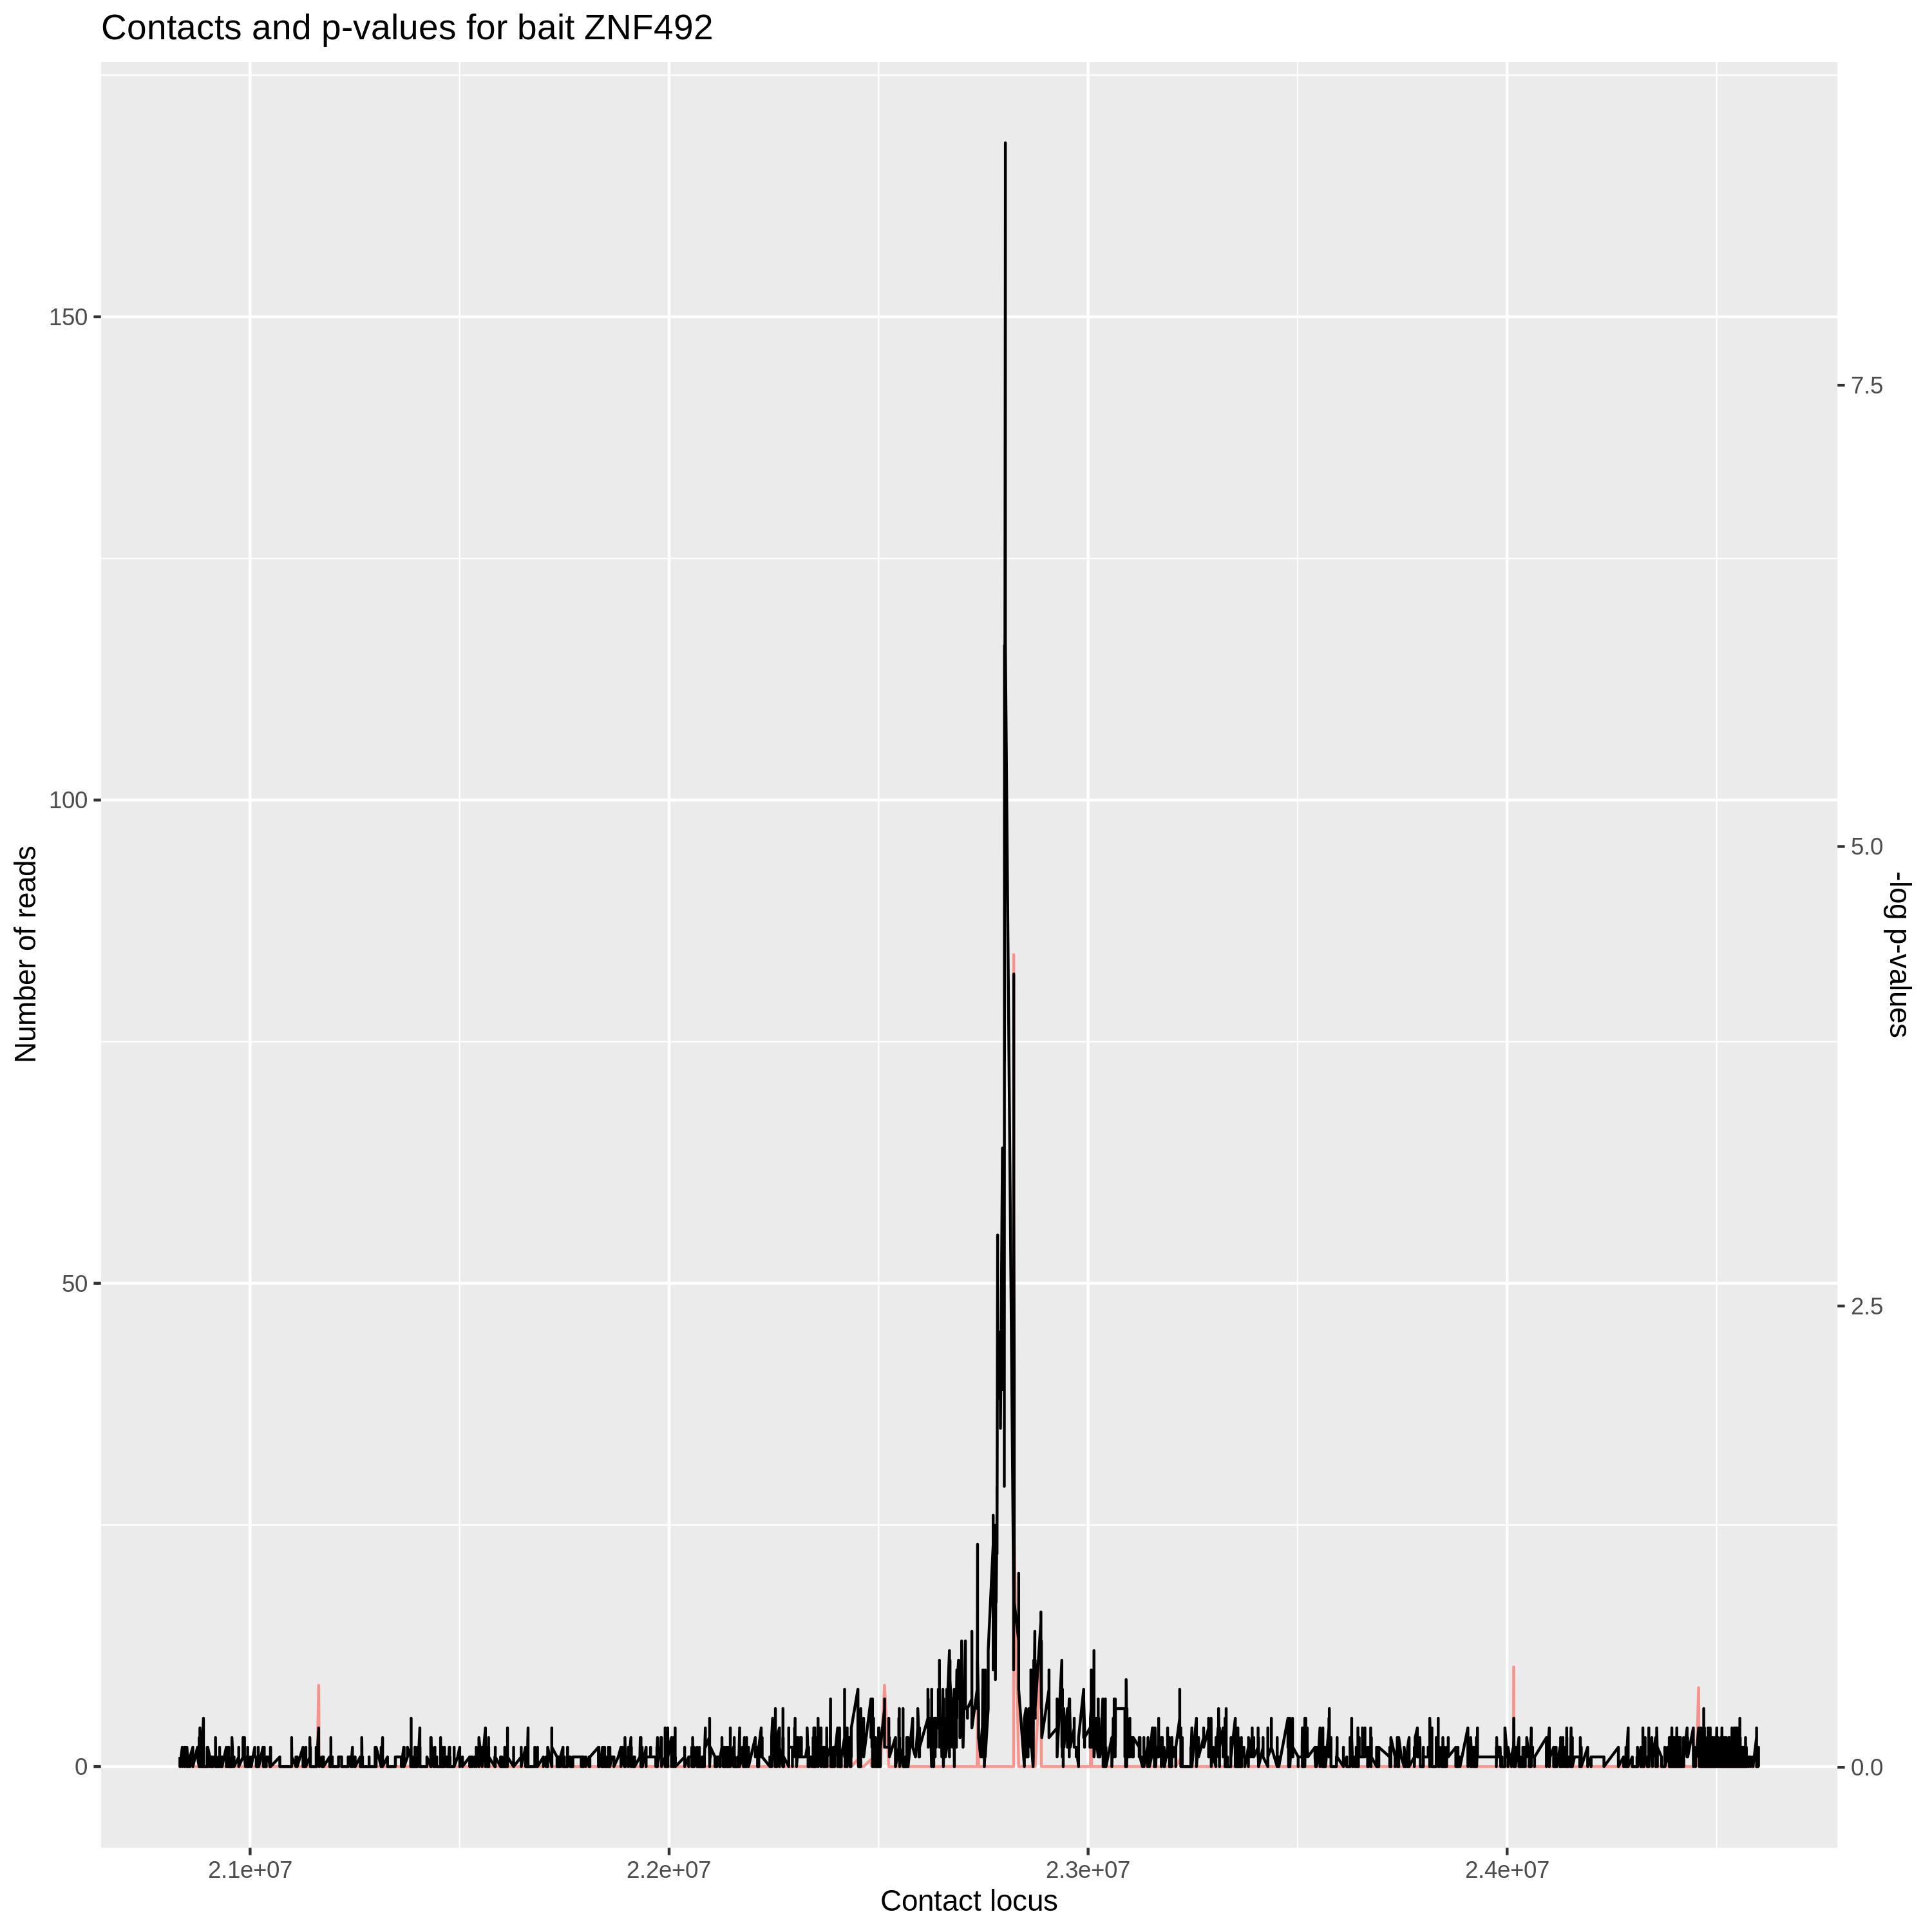 Contacts and p-values for bait ZNF492
Number of reads
150
100
50
0
7.5
5.0
2.5
0.0
-log p-values
2.1e+07 2.2e+07 2.3e+07 2.4e+07
Contact locus